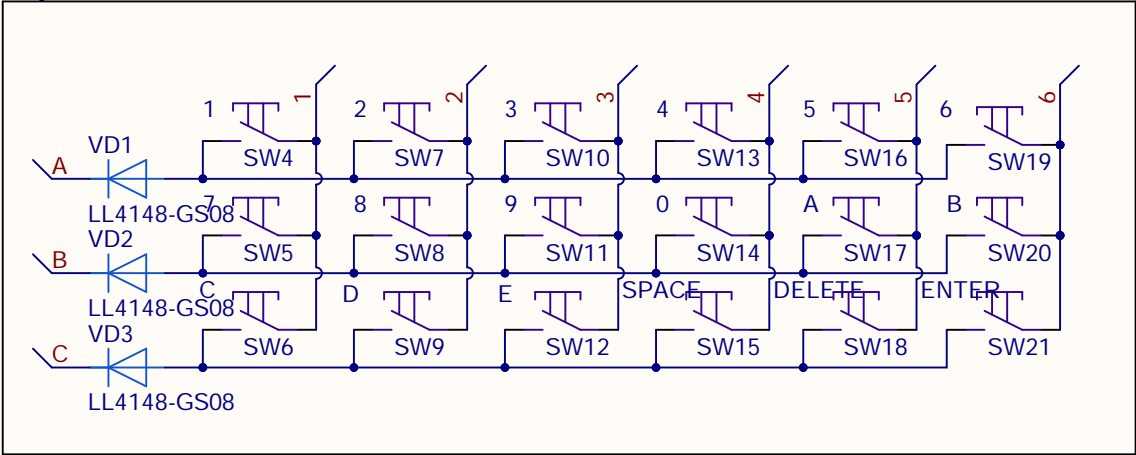 1 2 3 4 5 6
1 2 3 4 5 6
VD1 SW4 SW7 SW10 SW13 SW16 SW19
A
LL4148-GS08 7 8 9 0 A B
VD2 SW5 SW8 SW11 SW14 SW17 SW20
B
LL4148-GS08 C D E SPACE DELETE ENTER
VD3 SW6 SW9 SW12 SW15 SW18 SW21
C
LL4148-GS08